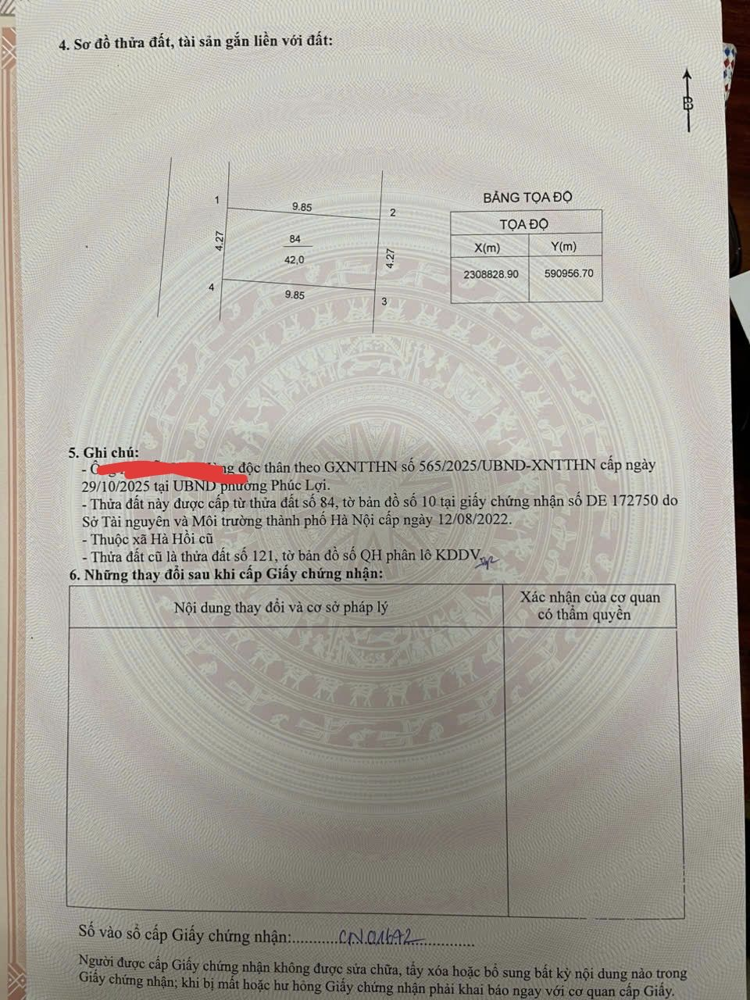 4. Sơ đồ thửa đất, tài sản gắn liền với đất:
B
1
9.85
2
4.27
84
42,0
4.27
4
9.85
3
BẢNG TỌA ĐỘ
TỌA ĐỘ
X(m) Y(m)
2308828.90 590956.70
5. Ghi chú:
- độc thân theo GXNTTHN số 565/2025/UBND-XNTTHN cấp ngày
29/10/2025 tại UBND phường Phúc Lợi.
- Thửa đất này được cấp từ thửa đất số 84, tờ bản đồ số 10 tại giấy chứng nhận số DE 172750 do
Sở Tài nguyên và Môi trường thành phố Hà Nội cấp ngày 12/08/2022.
- Thuộc xã Hà Hồi cũ
- Thửa đất cũ là thửa đất số 121, tờ bản đồ số QH phân lô KDDV
6. Những thay đổi sau khi cấp Giấy chứng nhận:
Nội dung thay đổi và cơ sở pháp lý
Xác nhận của cơ quan
có thẩm quyền
Số vào sổ cấp Giấy chứng nhận:.........CN.01672............
Người được cấp Giấy chứng nhận không được sửa chữa, tẩy xóa hoặc bổ sung bất kỳ nội dung nào trong
Giấy chứng nhận; khi bị mất hoặc hư hỏng Giấy chứng nhận phải khai báo ngay với cơ quan cấp Giấy.